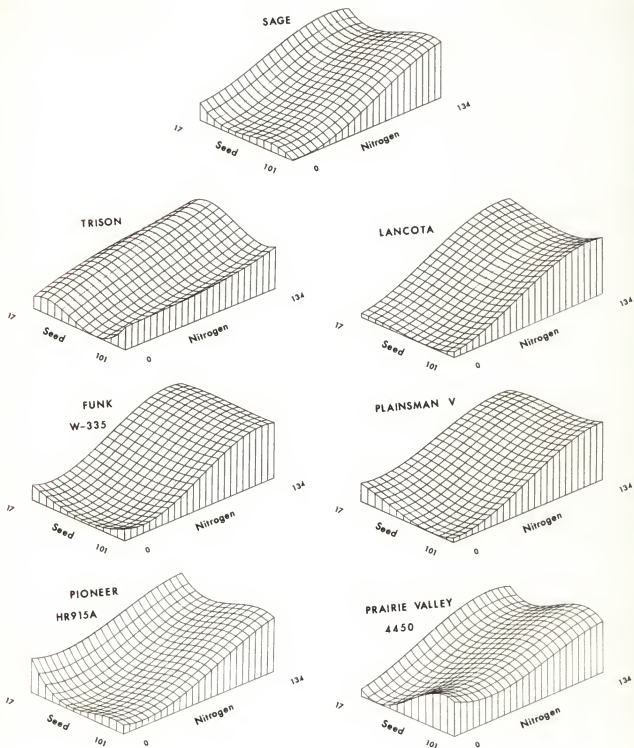 SAGE
134
17
Seed
Nitrogen
101
0
TRISON
134
17
Seed
Nitrogen
101
0
LANCOTA
134
17
Seed
Nitrogen
101
0
FUNK
W-335
134
17
Seed
Nitrogen
101
0
PLAINSMAN V
134
17
Seed
Nitrogen
101
0
PIONEER
HR915A
134
17
Seed
Nitrogen
101
0
PRAIRIE VALLEY
4450
134
17
Seed
Nitrogen
101
0